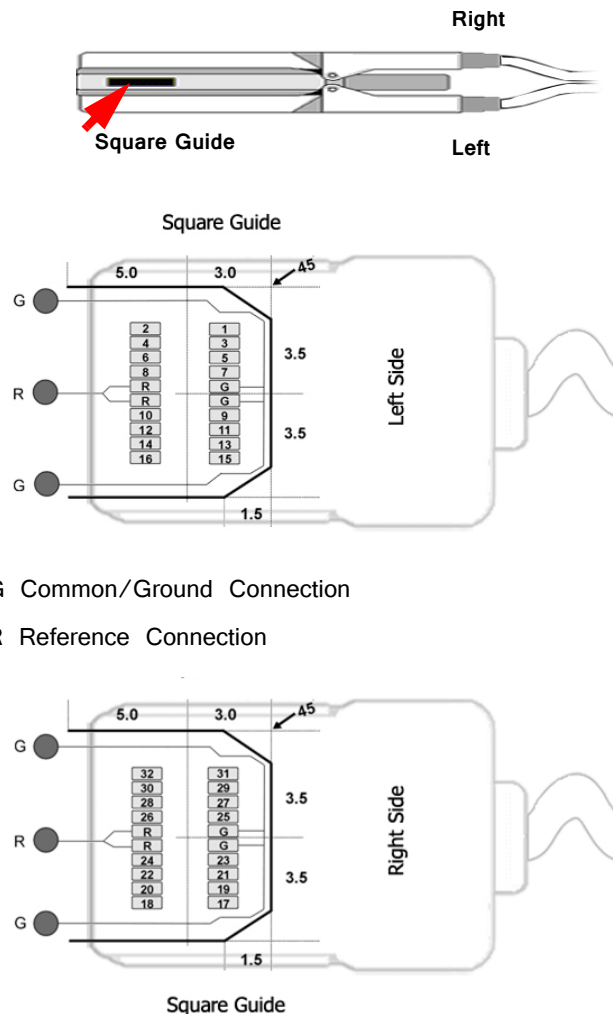 Right
Square Guide
Left
Square Guide
5.0 3.0 45
G
2 1
4 3
6 5
8 7
R R G
R G
10 9
12 11
14 13
16 15
G
3.5
3.5
1.5
Left Side
G Common/Ground Connection
R Reference Connection
5.0 3.0 45
G
32 31
30 29
28 27
26 25
R R G
R G
24 23
22 21
20 19
18 17
G
3.5
3.5
1.5
Right Side
Square Guide